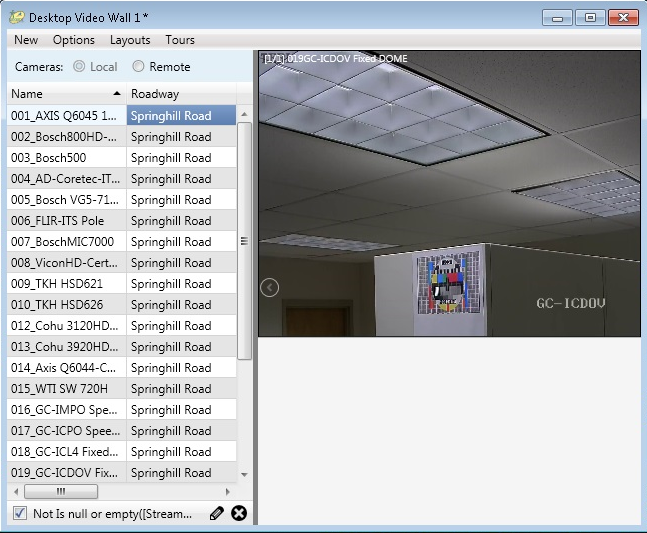 Desktop Video Wall 1*
New Options Layouts Tours
Cameras: Local Remote
Name Roadway
001_AXIS Q6045 1... Springhill Road
002_Bosch800HD-... Springhill Road
003_Bosch500 Springhill Road
004_AD-Coretec-IT... Springhill Road
005_Bosch VG5-71... Springhill Road
006_FLIR-ITS Pole Springhill Road
007_BoschMIC7000 Springhill Road
008_ViconHD-Cert... Springhill Road
009_TKH HSD621 Springhill Road
010_TKH HSD626 Springhill Road
012_Cohu 3120HD... Springhill Road
013_Cohu 3920HD... Springhill Road
014_Axis Q6044-C... Springhill Road
015_WTI SW 720H Springhill Road
016_GC-IMPO Spe... Springhill Road
017_GC-ICPO Spee... Springhill Road
018_GC-ICL4 Fixed... Springhill Road
019_GC-ICDOV Fix... Springhill Road
Not Is null or empty([Stream...
[1/1] 019GC-ICDOV Fixed DOME
GC-ICDOV